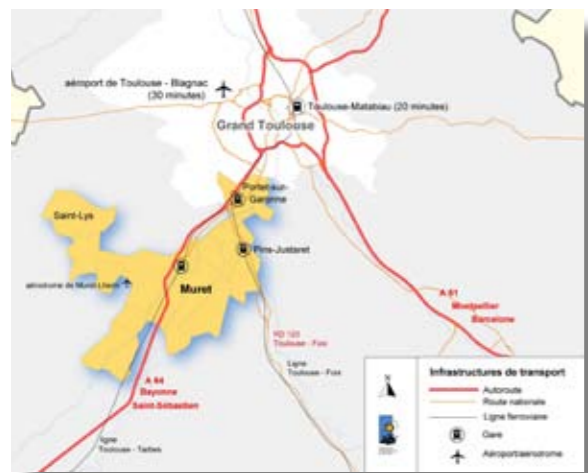 aéroport de Toulouse - Blagnac
(30 minutes)
Toulouse-Matabiau (20 minutes)
Grand Toulouse
Portet-sur-
Garonne
Saint-Lys
Pins-Justaret
aérodrome de Muret-Lherm
Muret
A 61
Montpellier
Barcelone
RD 120
Toulouse - Foix
Ligne
Toulouse - Foix
A 64
Bayonne
Saint-Sébastien
ligne
Toulouse - Tarbes
Infrastructures de transport
Autoroute
Route nationale
Ligne ferroviaire
Gare
Aéroport/aérodrome